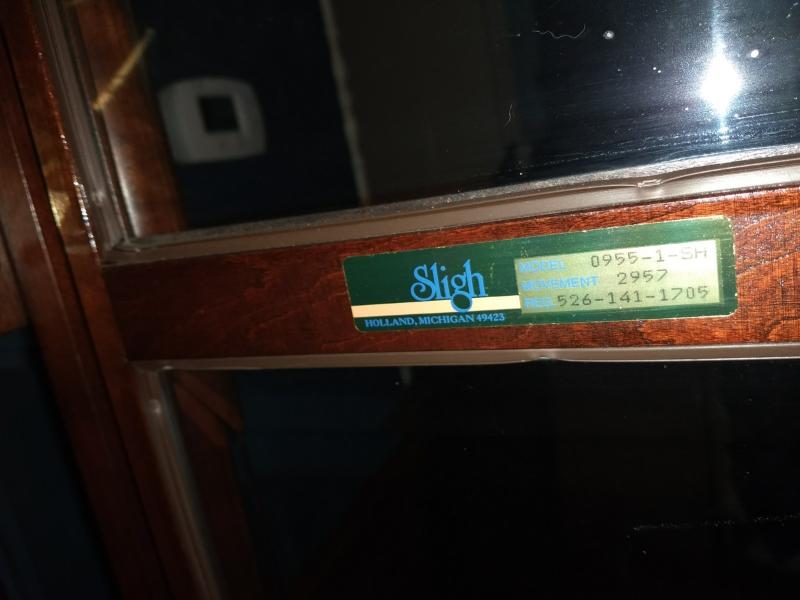 Sligh
HOLLAND, MICHIGAN 49423
MODEL 0955-1-SH
MOVEMENT 2957
REG. 526-141-1705